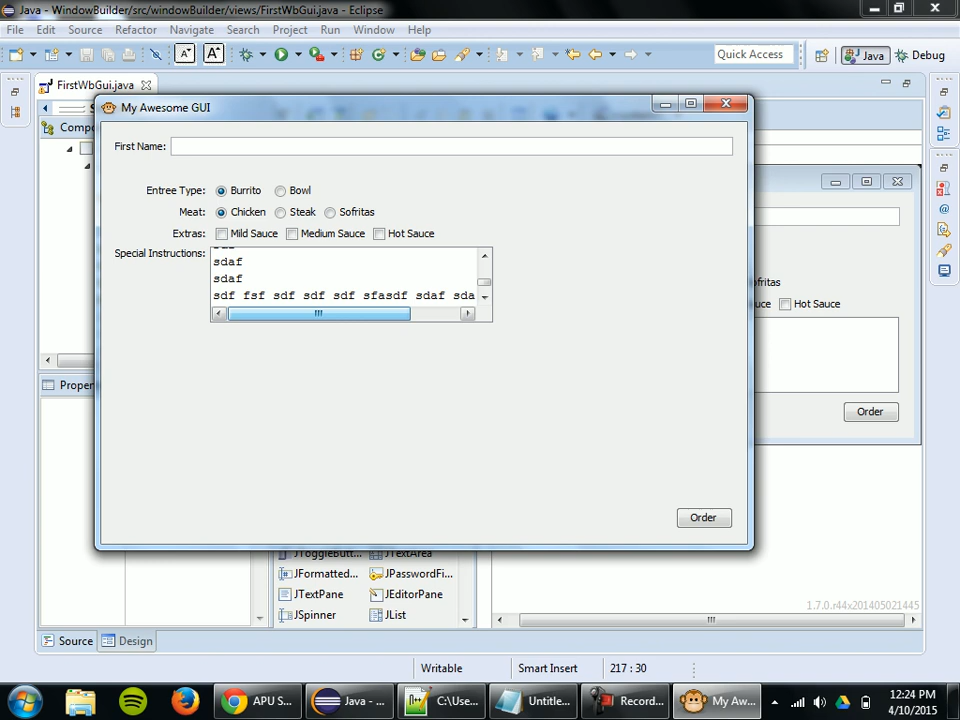 Java - WindowBuilder/src/windowBuilder/views/FirstWbGui.java - Eclipse
File Edit Source Refactor Navigate Search Project Run Window Help
Quick Access Java Debug
FirstWbGui.java
My Awesome GUI
Compo
First Name:
Entree Type: Burrito Bowl
Meat: Chicken Steak Sofritas
Extras: Mild Sauce Medium Sauce Hot Sauce
Special Instructions:
sdaf
sdaf
sdf fsf sdf sdf sdf sfasdf sdaf sda
fritas
uce Hot Sauce
Propert
Order
Order
JToggleButt... JTextArea
JFormatted... JPasswordFi...
JTextPane JEditorPane
JSpinner JList
1.7.0.r44x201405021445
Source Design
Writable Smart Insert 217 : 30
APU S... Java - ... C:\Use... Untitle... Record... My Aw...
12:24 PM
4/10/2015